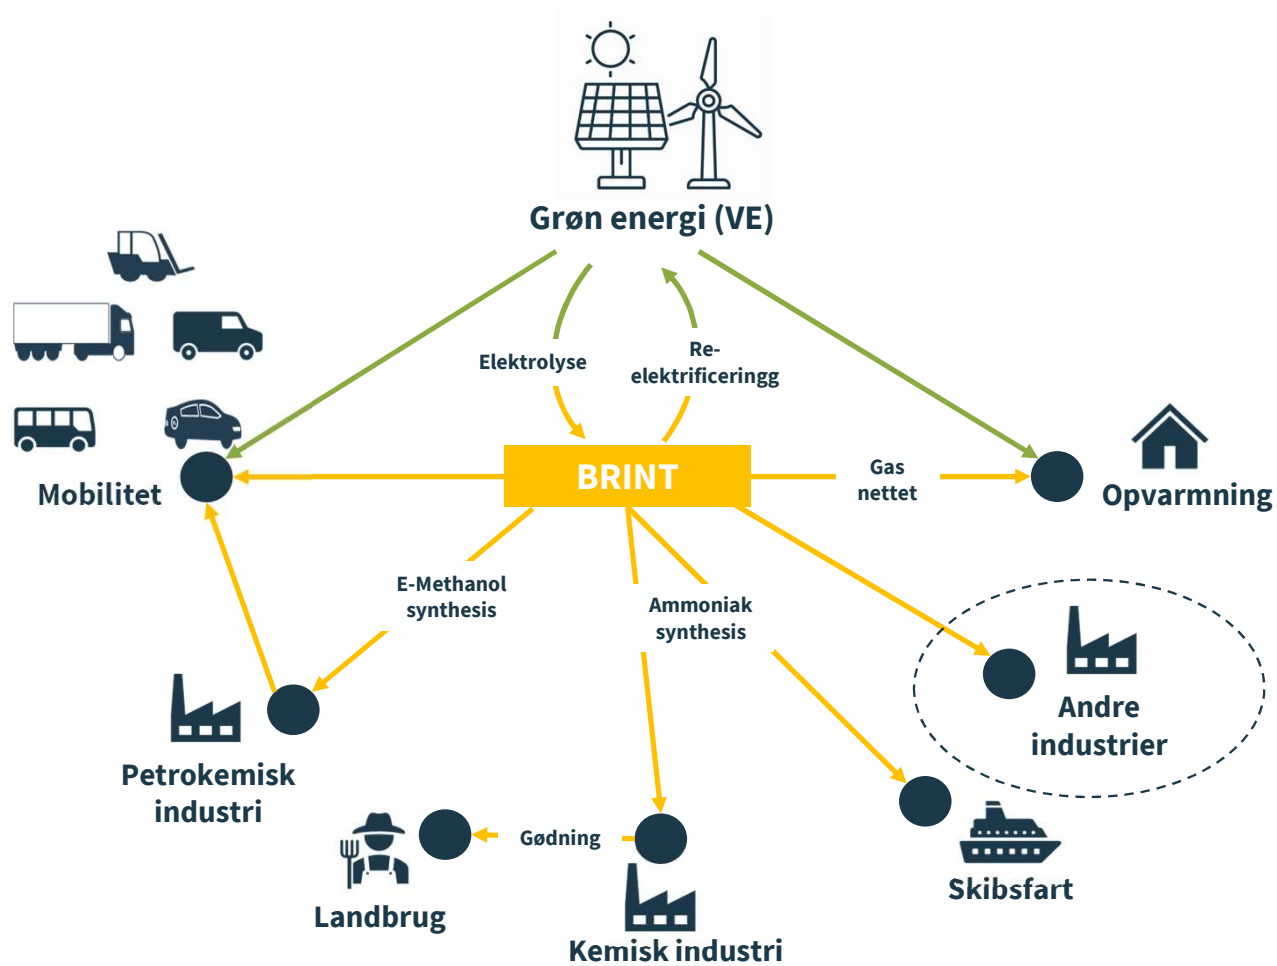 Grøn energi (VE)
Elektrolyse
Re-
elektrificeringg
BRINT
Gas
nettet
Mobilitet
Opvarmning
E-Methanol
synthesis
Ammoniak
synthesis
Andre
industrier
Petrokemisk
industri
Gødning
Landbrug
Skibsfart
Kemisk industri